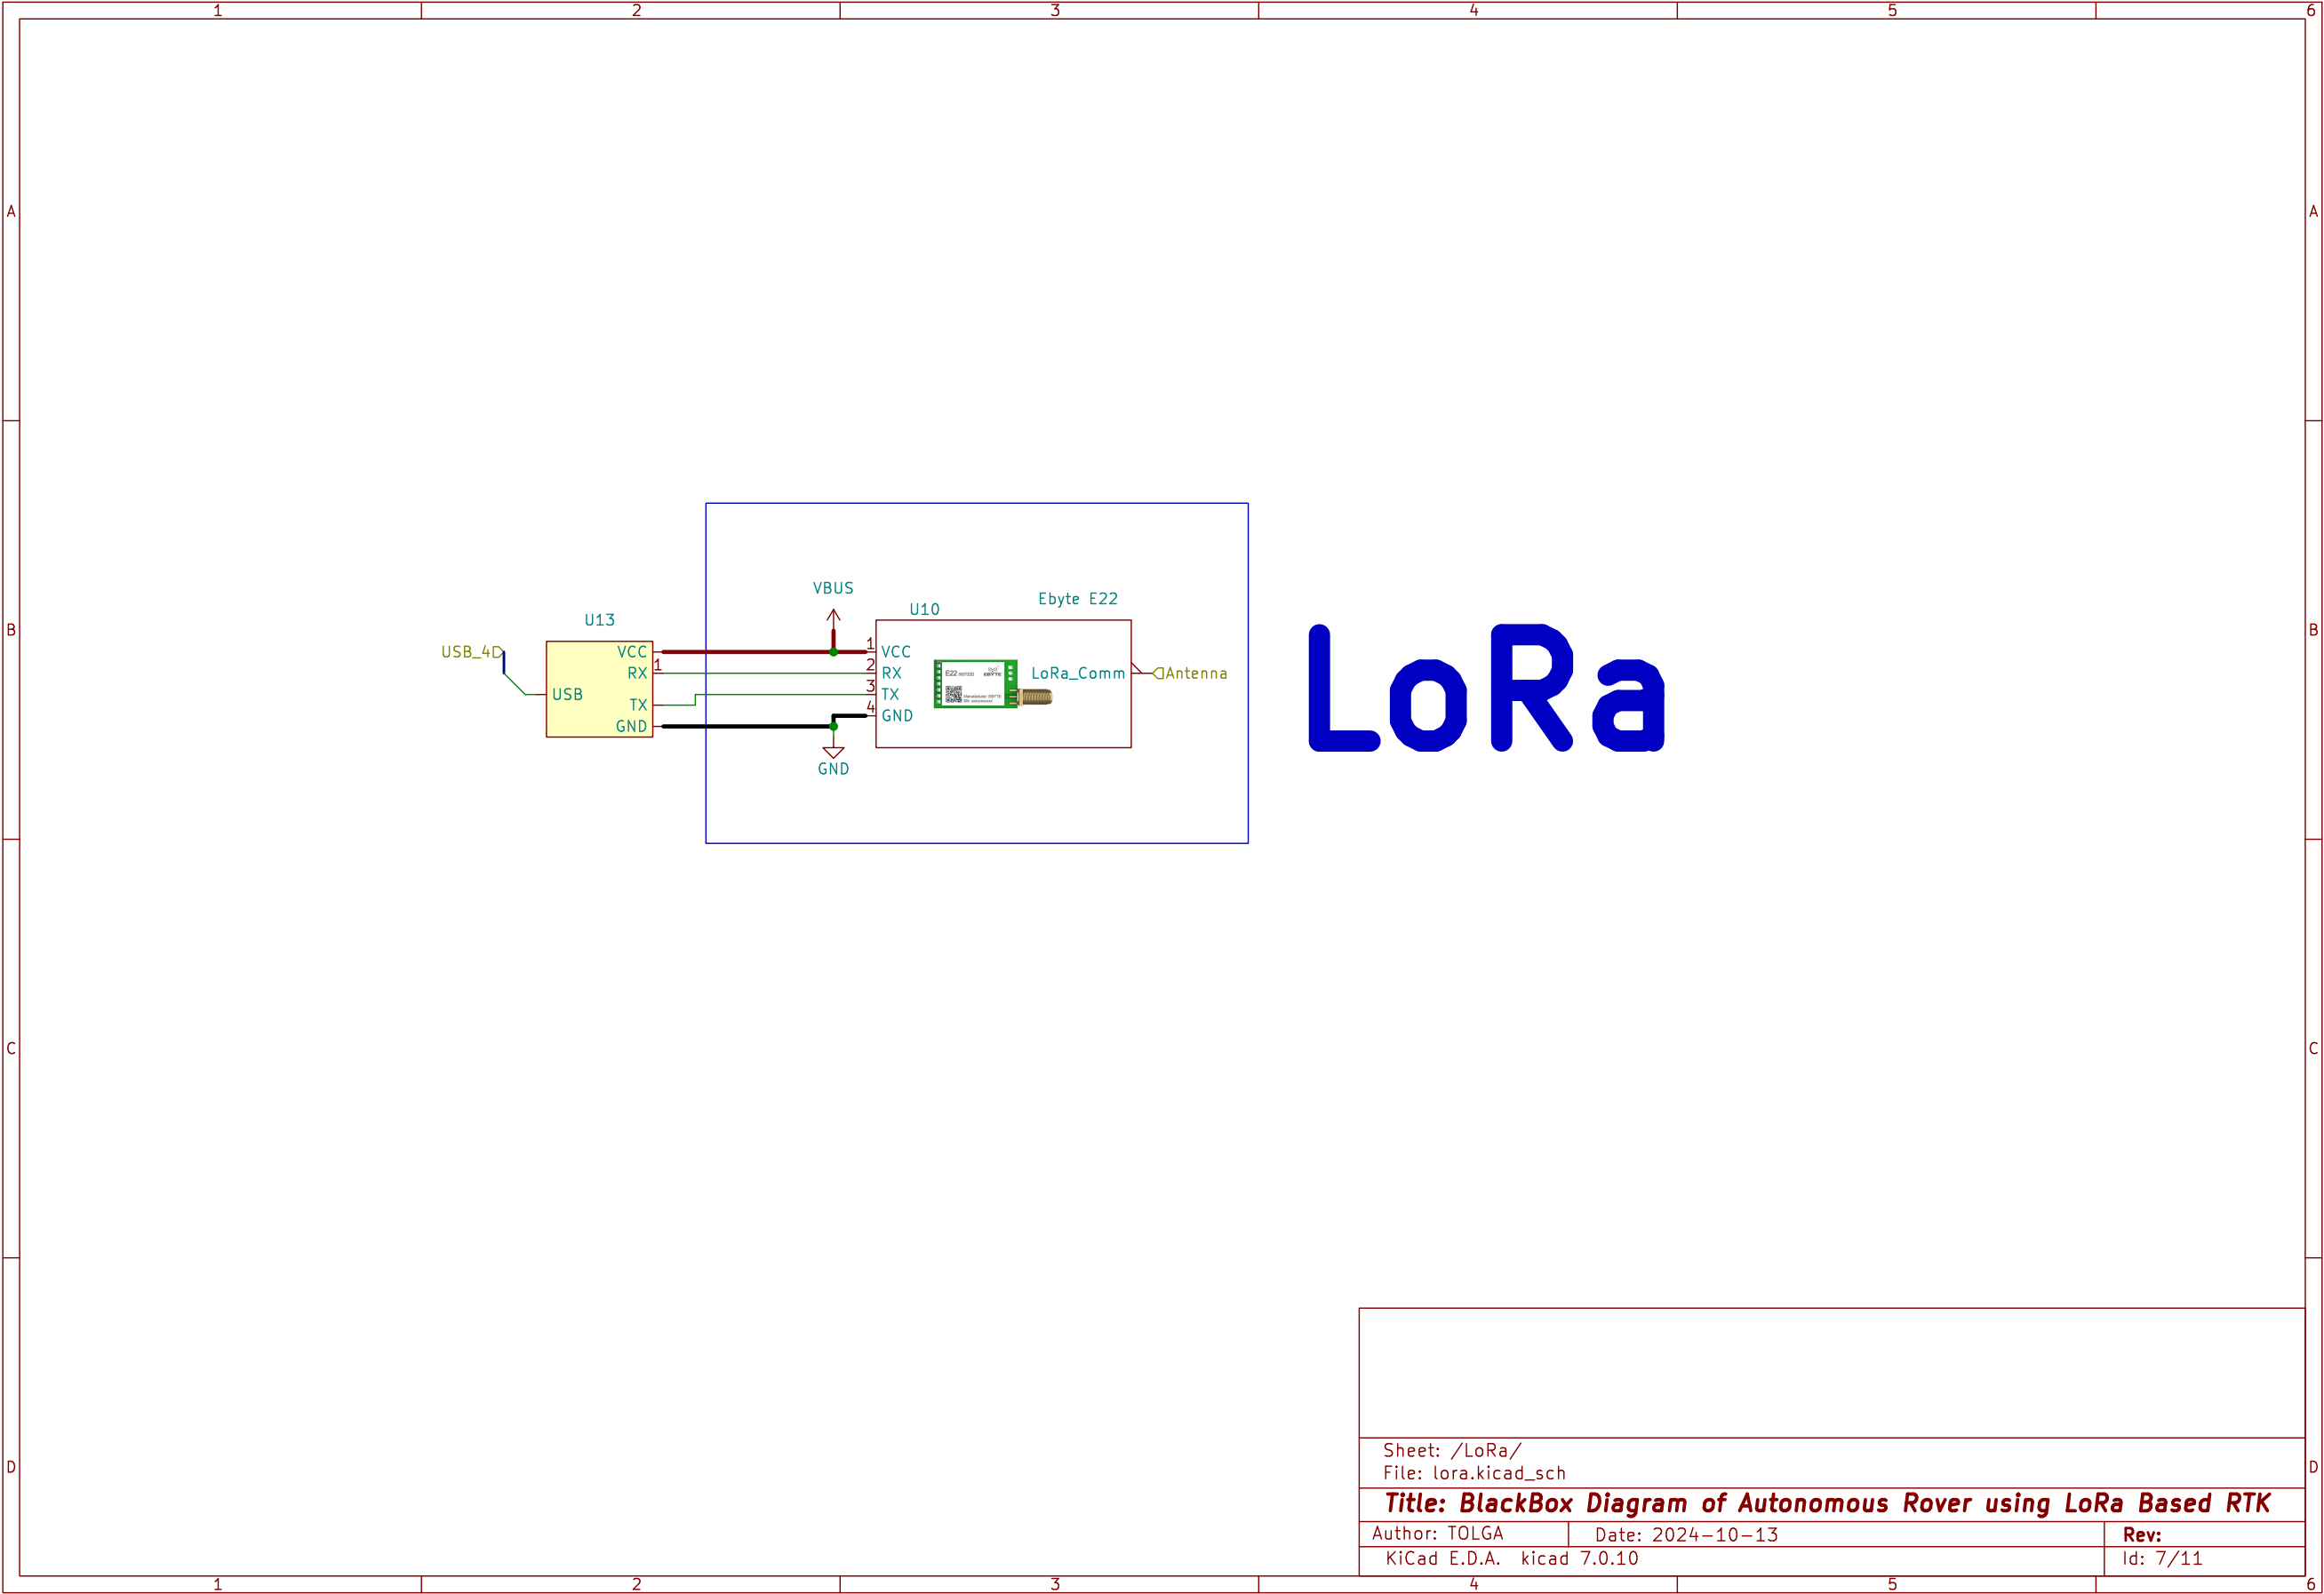 1 2 3 4 5 6
A A
VBUS
Ebyte E22
U10
U13
B B
USB_4
VCC 1 VCC
RX 1 2 RX
LoRa_Comm Antenna
E22
EBYTE
USB 3 TX
TX
4 GND
GND
GND
LoRa
C C
Sheet: /LoRa/
File: lora.kicad_sch
D D
Title: BlackBox Diagram of Autonomous Rover using LoRa Based RTK
Author: TOLGA Date: 2024-10-13 Rev:
KiCad E.D.A. kicad 7.0.10 Id: 7/11
1 2 3 4 5 6